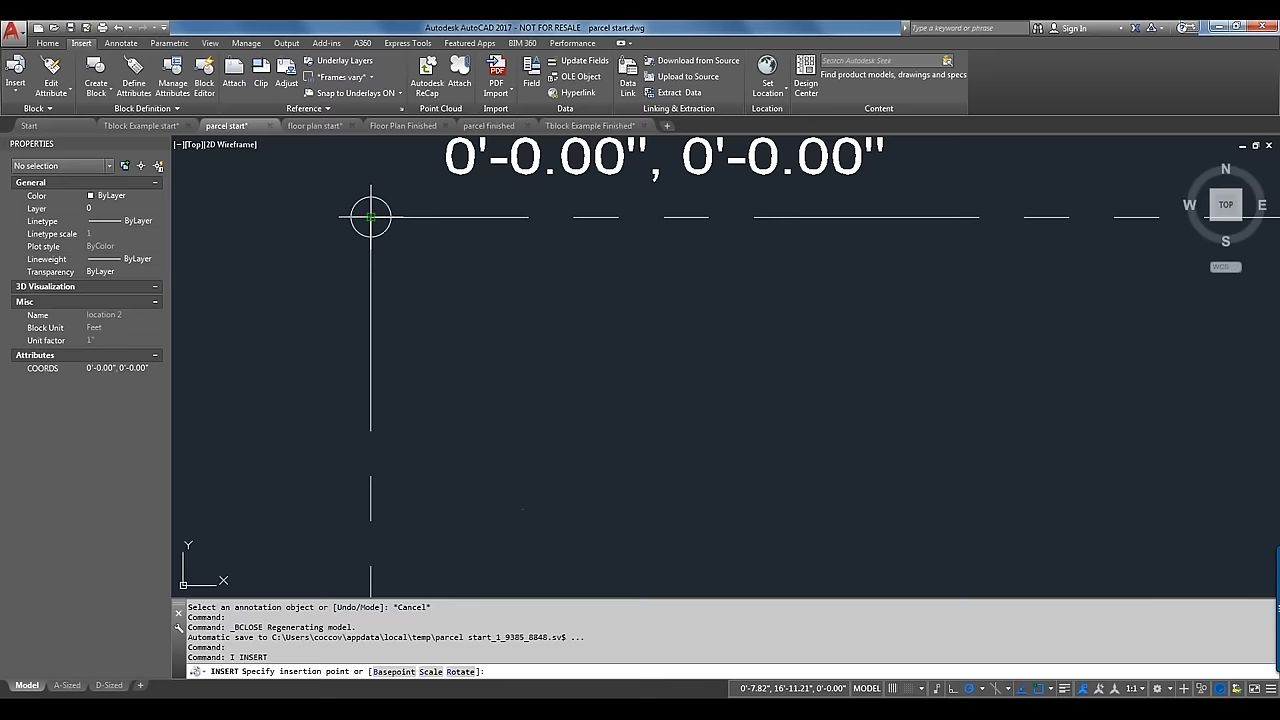 Autodesk AutoCAD 2017 - NOT FOR RESALE parcel start.dwg
Type a keyword or phrase
Sign In
Home Insert Annotate Parametric View Manage Output Add-ins A360 Express Tools Featured Apps BIM 360 Performance
Insert
Edit Attribute
Create Block
Define Attributes
Manage Attributes
Block Editor
Attach
Clip
Adjust
Underlay Layers
*Frames vary*
Snap to Underlays ON
Autodesk ReCap
Attach
PDF Import
Field
Update Fields
OLE Object
Hyperlink
Data Link
Download from Source
Upload to Source
Extract Data
Set Location
Design Center
Search Autodesk Seek
Find product models, drawings and specs
Block Block Definition Reference Point Cloud Import Data Linking & Extraction Location Content
Start Tblock Example start* parcel start* floor plan start* Floor Plan Finished parcel finished Tblock Example Finished*
PROPERTIES
No selection
General
Color ByLayer
Layer 0
Linetype ByLayer
Linetype scale 1
Plot style ByColor
Lineweight ByLayer
Transparency ByLayer
3D Visualization
Misc
Name location 2
Block Unit Feet
Unit factor 1"
Attributes
COORDS 0'-0.00", 0'-0.00"
[−][Top][2D Wireframe]
0'-0.00", 0'-0.00"
N
W TOP E
S
WCS
Y
X
Select an annotation object or [Undo/Mode]: *Cancel*
Command:
Command: _BCLOSE Regenerating model.
Automatic save to C:\Users\coccov\appdata\local\temp\parcel start_1_9385_8848.sv$ ...
Command:
Command: I INSERT
INSERT Specify insertion point or [Basepoint Scale Rotate]:
Model A-Sized D-Sized
0'-7.82", 16'-11.21", 0'-0.00" MODEL 1:1